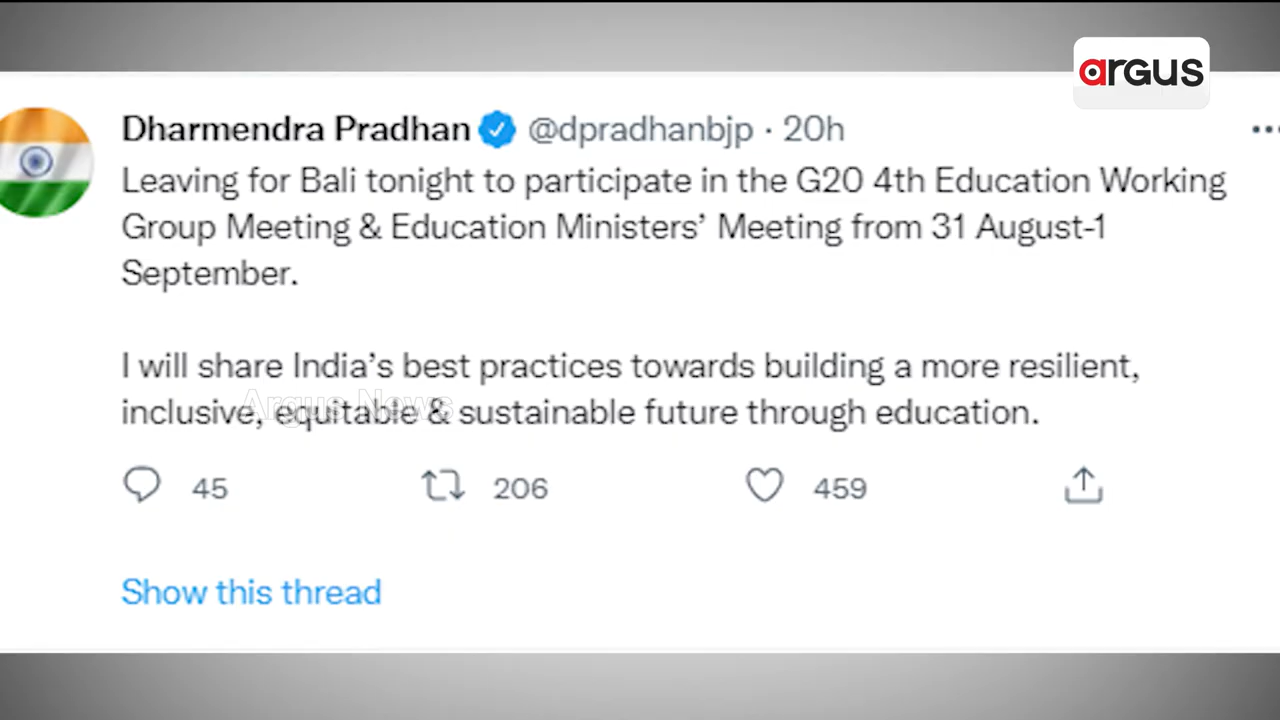 argus
Dharmendra Pradhan @dpradhanbjp · 20h
Leaving for Bali tonight to participate in the G20 4th Education Working
Group Meeting & Education Ministers’ Meeting from 31 August-1
September.
I will share India’s best practices towards building a more resilient,
inclusive, equitable & sustainable future through education.
Argus News
45 206 459
Show this thread